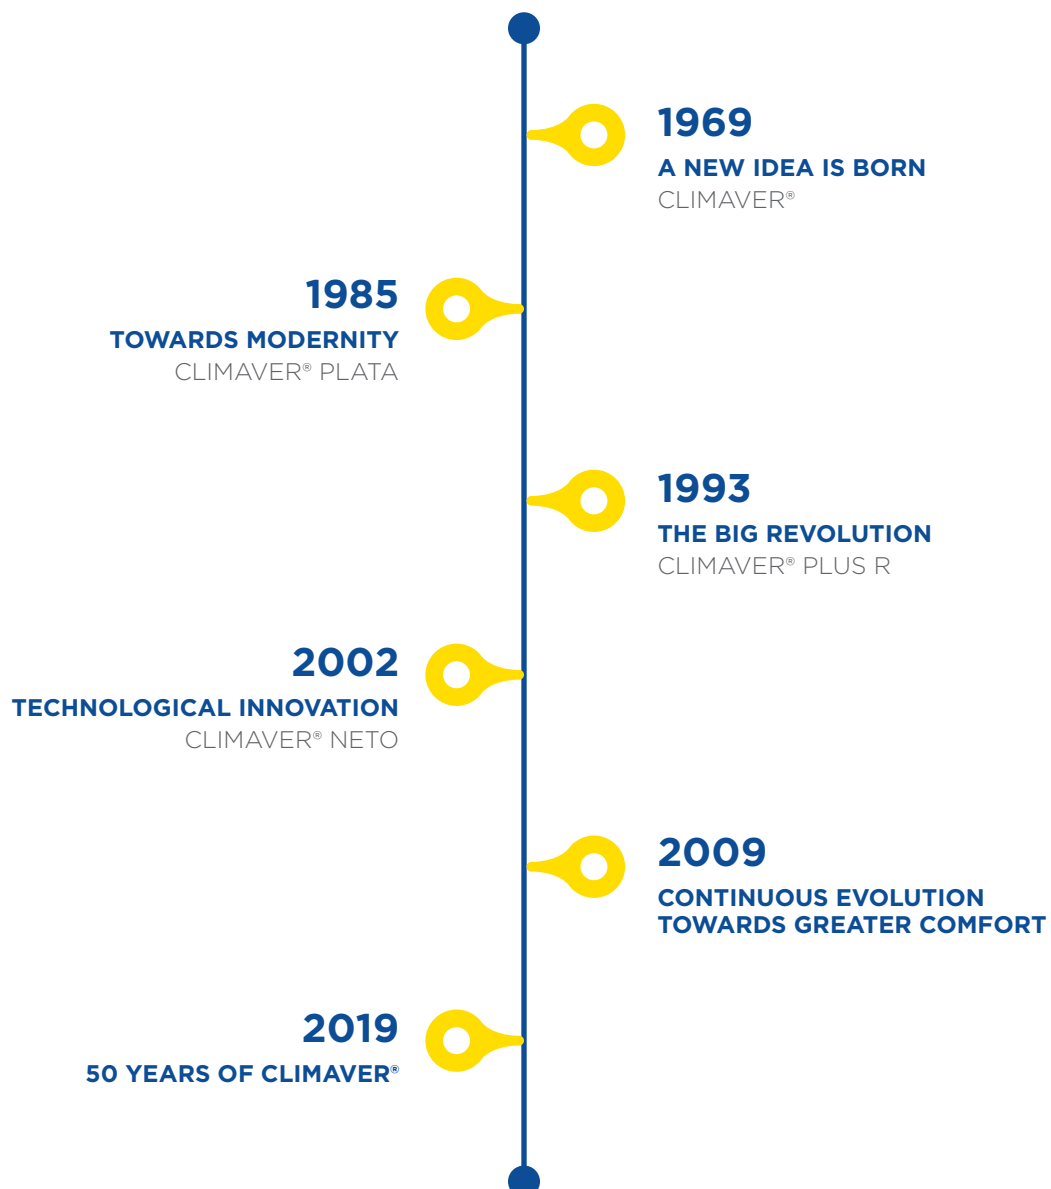 1969
A NEW IDEA IS BORN
CLIMAVER®
1985
TOWARDS MODERNITY
CLIMAVER® PLATA
1993
THE BIG REVOLUTION
CLIMAVER® PLUS R
2002
TECHNOLOGICAL INNOVATION
CLIMAVER® NETO
2009
CONTINUOUS EVOLUTION
TOWARDS GREATER COMFORT
2019
50 YEARS OF CLIMAVER®